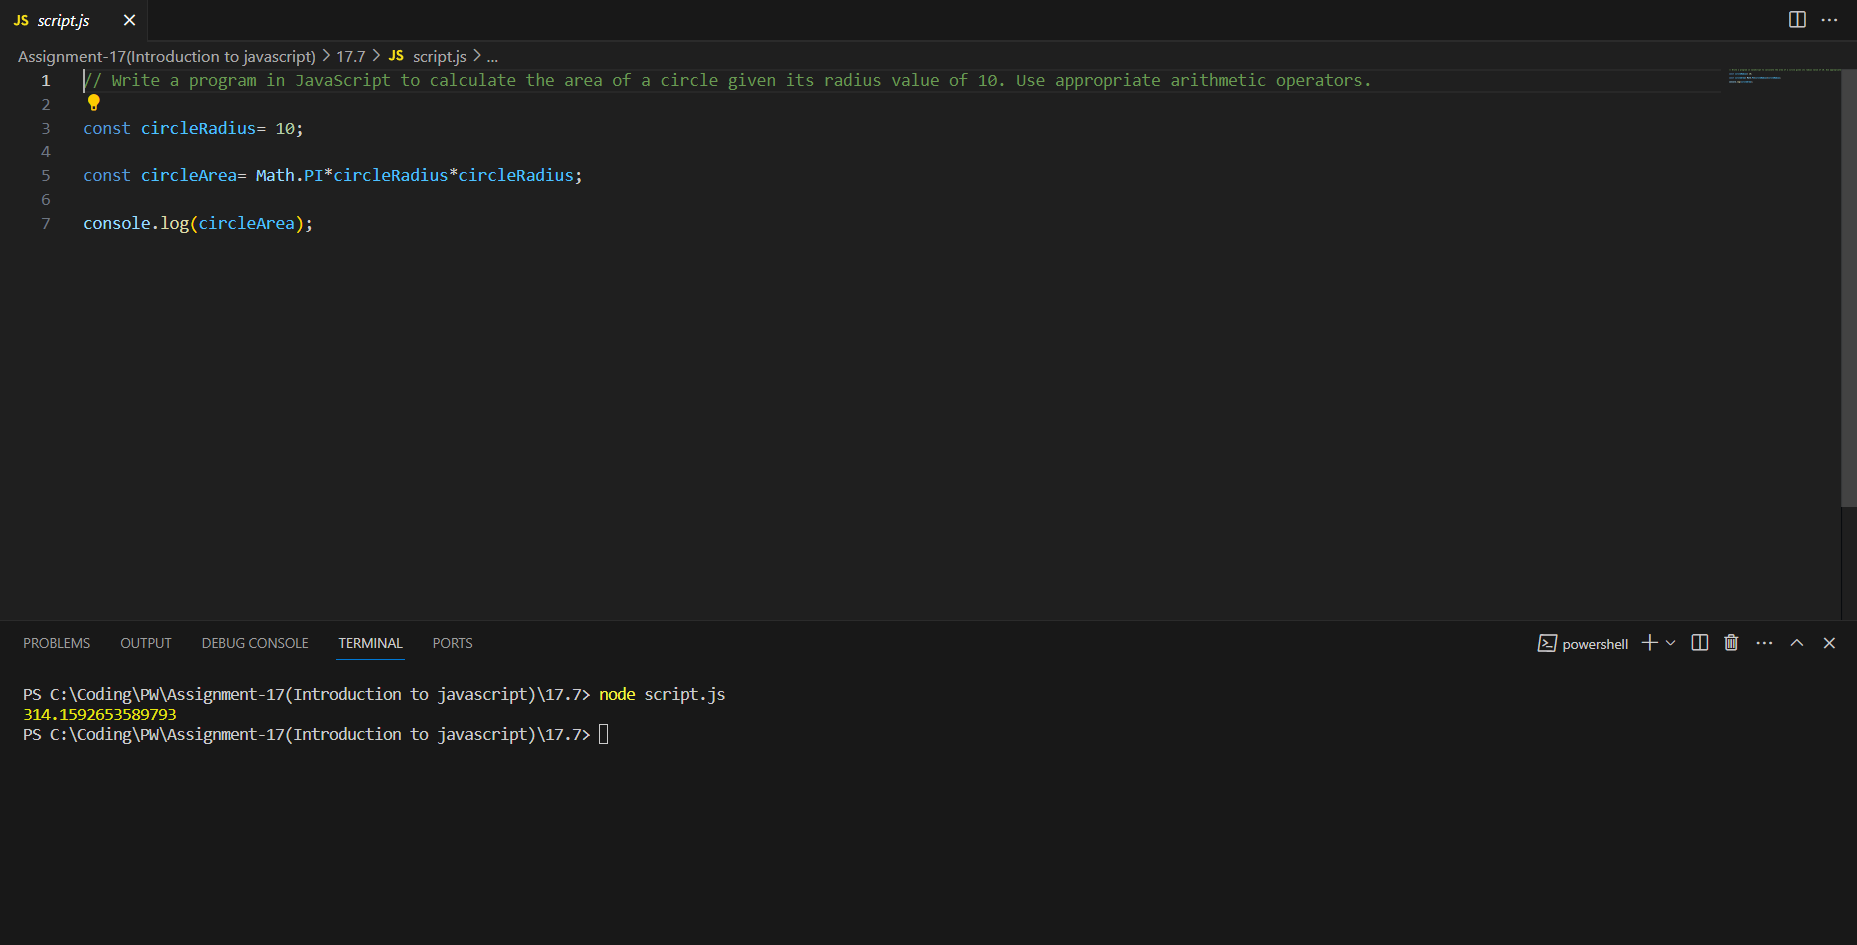 JS script.js
Assignment-17(Introduction to javascript) > 17.7 > JS script.js > ...
1 // Write a program in JavaScript to calculate the area of a circle given its radius value of 10. Use appropriate arithmetic operators.
2
3 const circleRadius= 10;
4
5 const circleArea= Math.PI*circleRadius*circleRadius;
6
7 console.log(circleArea);
PROBLEMS OUTPUT DEBUG CONSOLE TERMINAL PORTS powershell
PS C:\Coding\PW\Assignment-17(Introduction to javascript)\17.7> node script.js
314.1592653589793
PS C:\Coding\PW\Assignment-17(Introduction to javascript)\17.7>